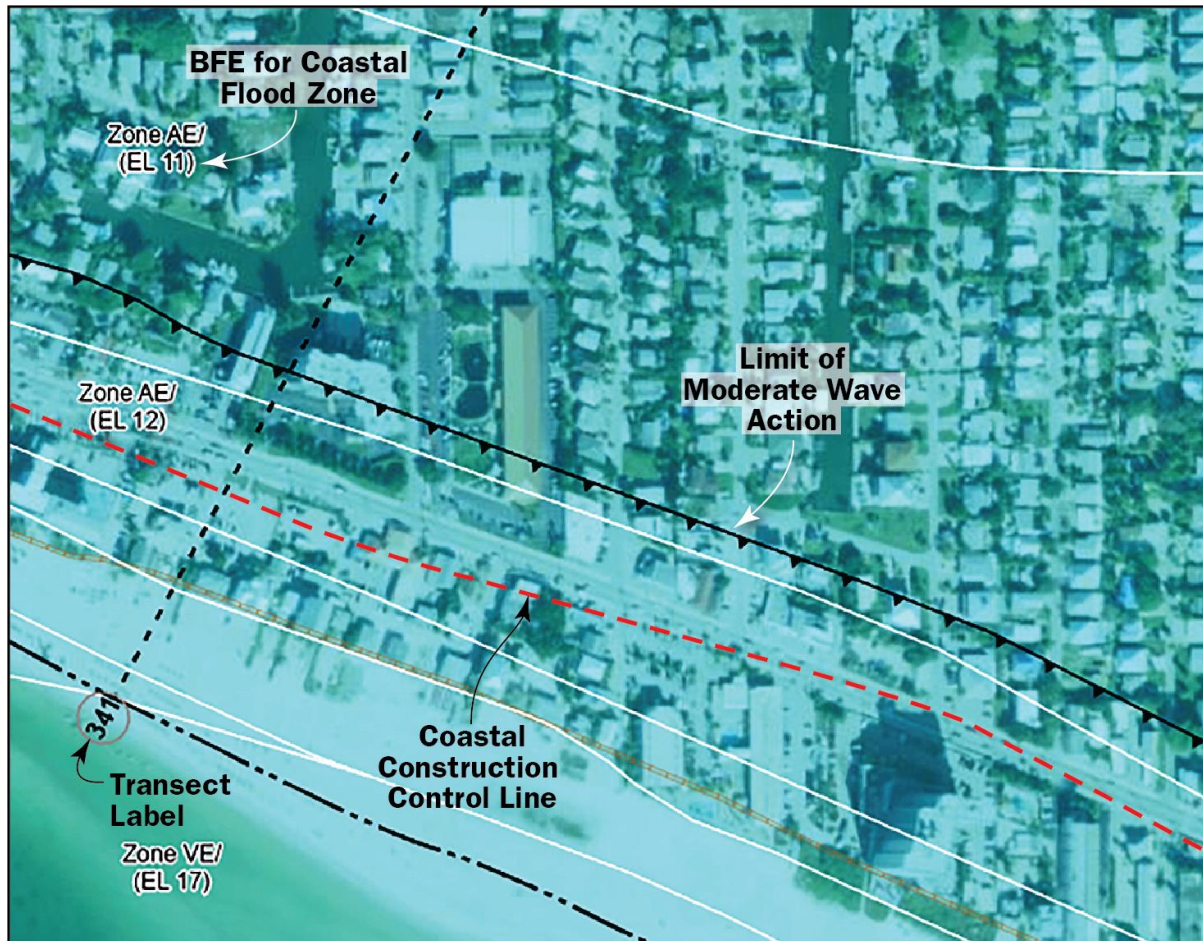 BFE for Coastal
Flood Zone
Zone AE/
(EL 11)
Limit of
Moderate Wave
Action
Zone AE/
(EL 12)
341
Transect
Label
Coastal
Construction
Control Line
Zone VE/
(EL 17)